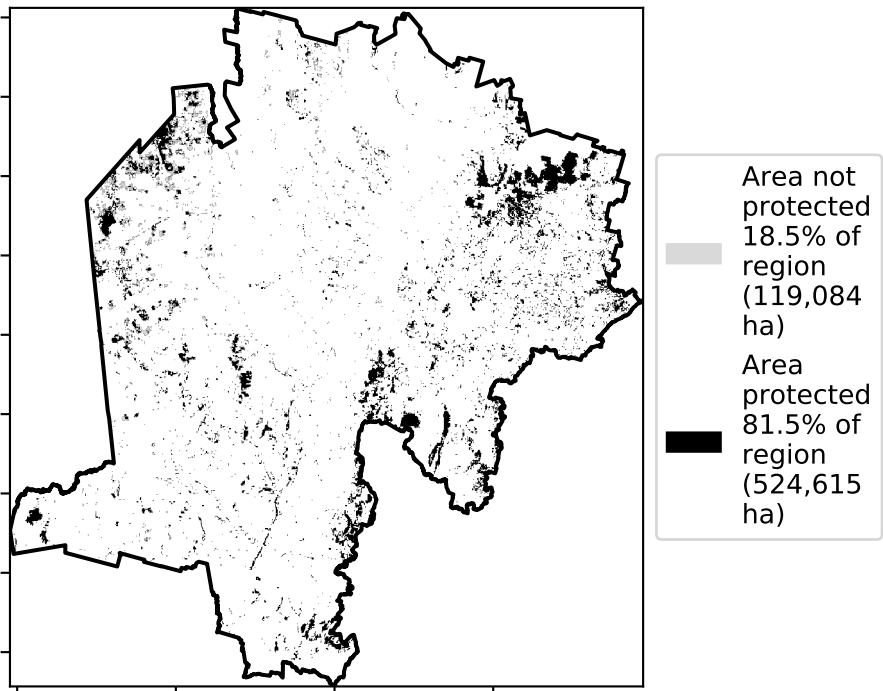 Area not
protected
18.5% of
region
(119,084
ha)
Area
protected
81.5% of
region
(524,615
ha)